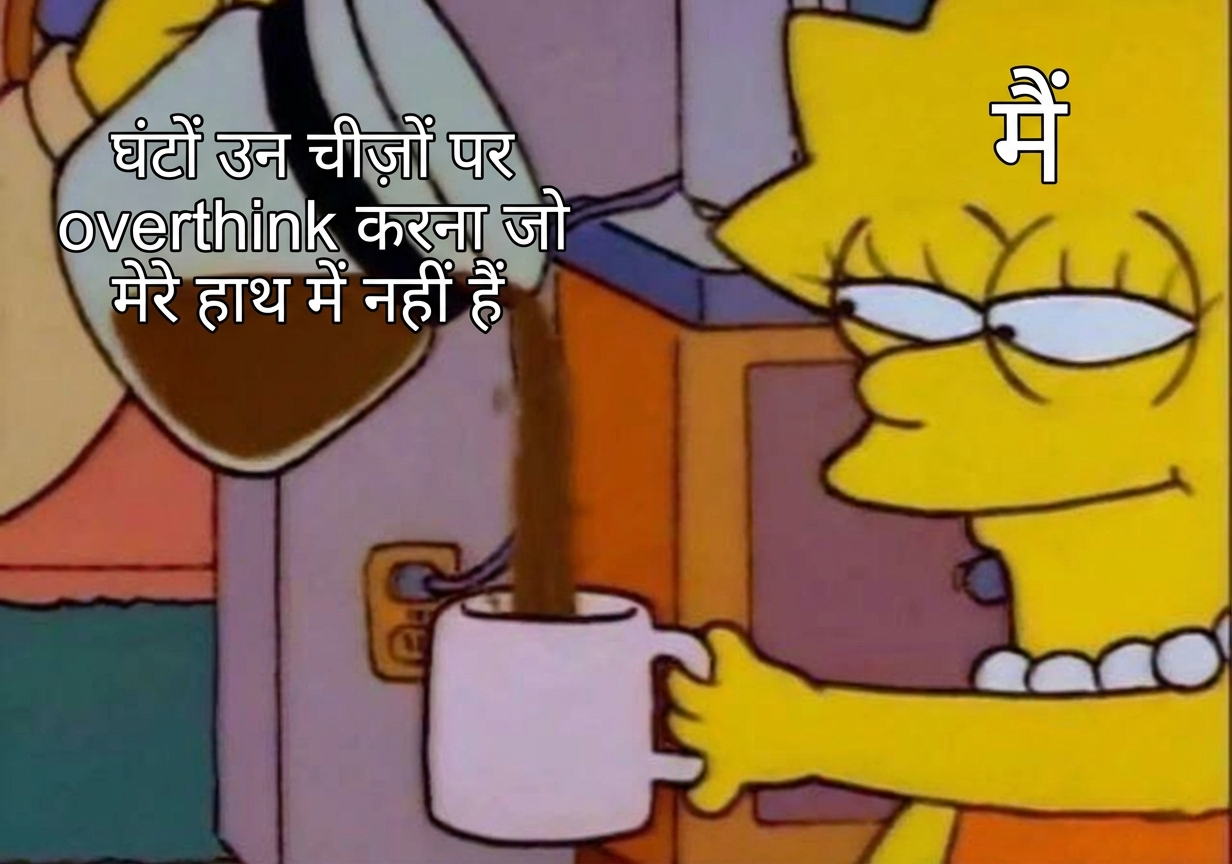 घंटों उन चीज़ों पर
overthink करना जो
मेरे हाथ में नहीं हैं
मैं